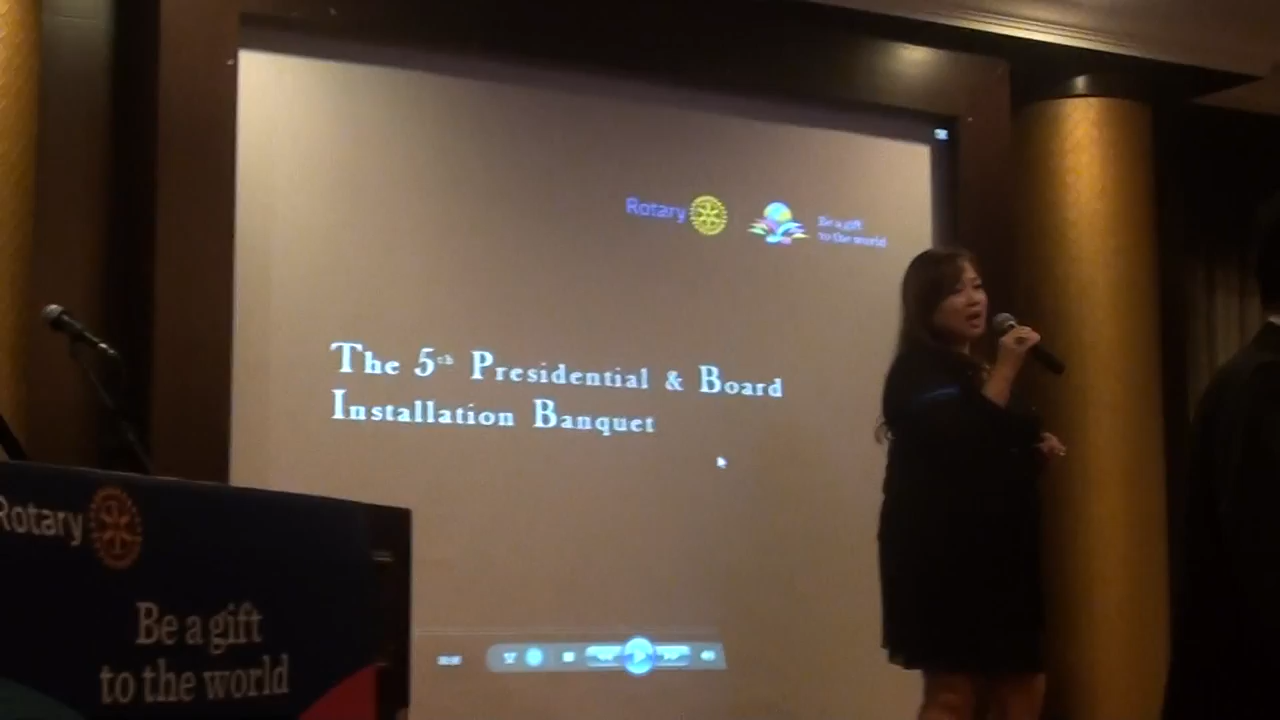 Rotary
Be a gift
to the world
The 5th Presidential & Board
Installation Banquet
Rotary
Be a gift
to the world